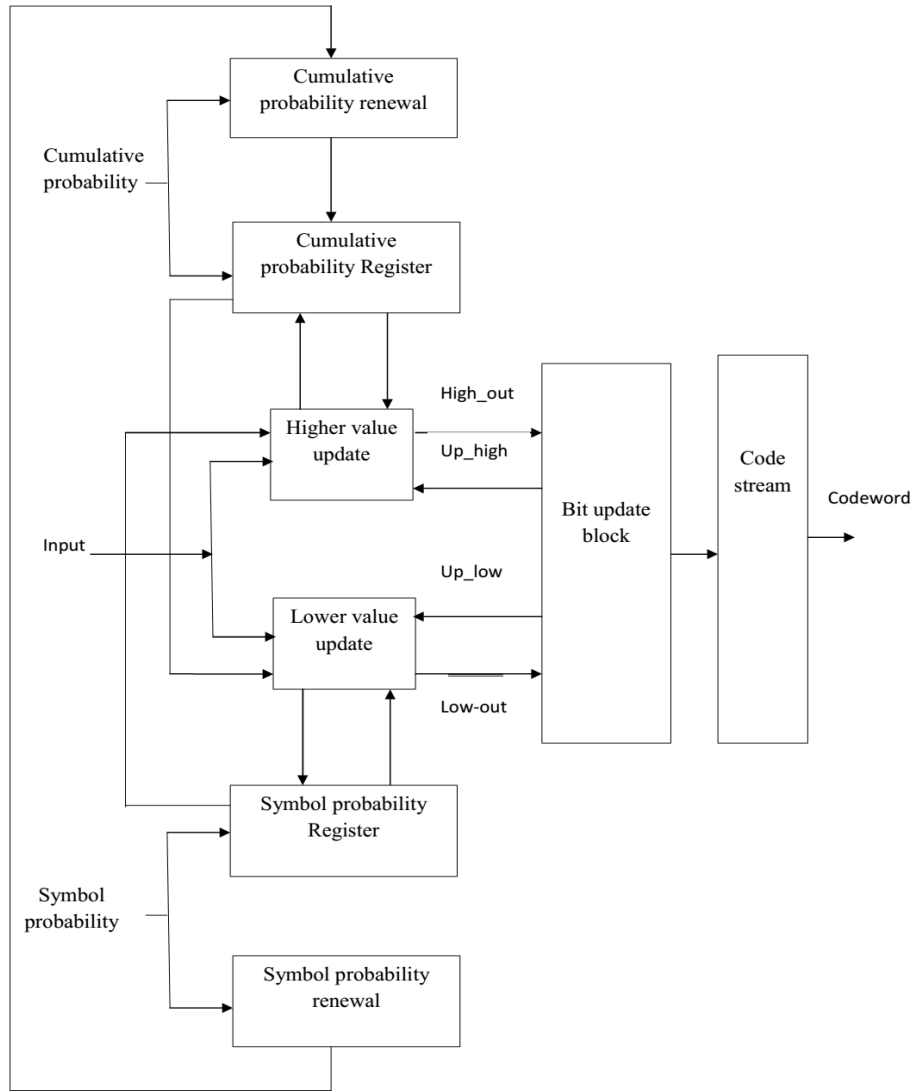 Cumulative
probability renewal
Cumulative
probability
Cumulative
probability Register
High_out
Higher value
update
Up_high
Code
stream
Codeword
Bit update
block
Input
Up_low
Lower value
update
Low-out
Symbol probability
Register
Symbol
probability
Symbol probability
renewal